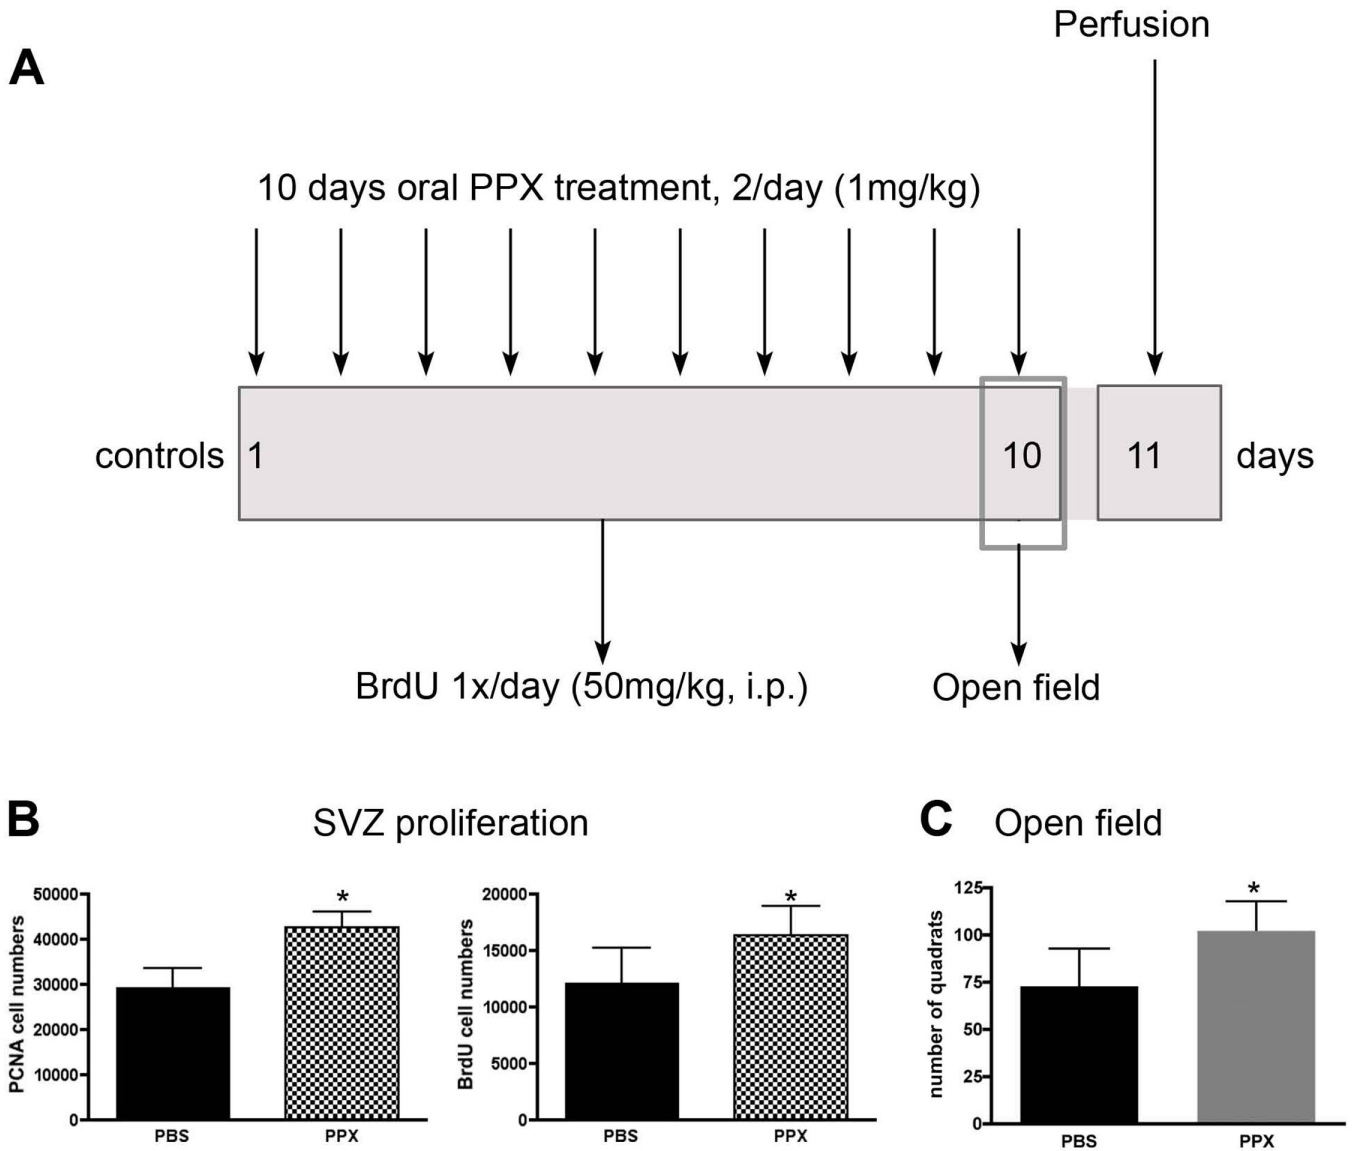 A
Perfusion
10 days oral PPX treatment, 2/day (1mg/kg)
controls 1 10 11 days
BrdU 1x/day (50mg/kg, i.p.)
Open field
B SVZ proliferation
PCNA cell numbers
50000
40000
30000
20000
10000
0
*
PBS PPX
BrdU cell numbers
20000
15000
10000
5000
0
*
PBS PPX
C Open field
number of quadrats
125
100
75
50
25
0
*
PBS PPX